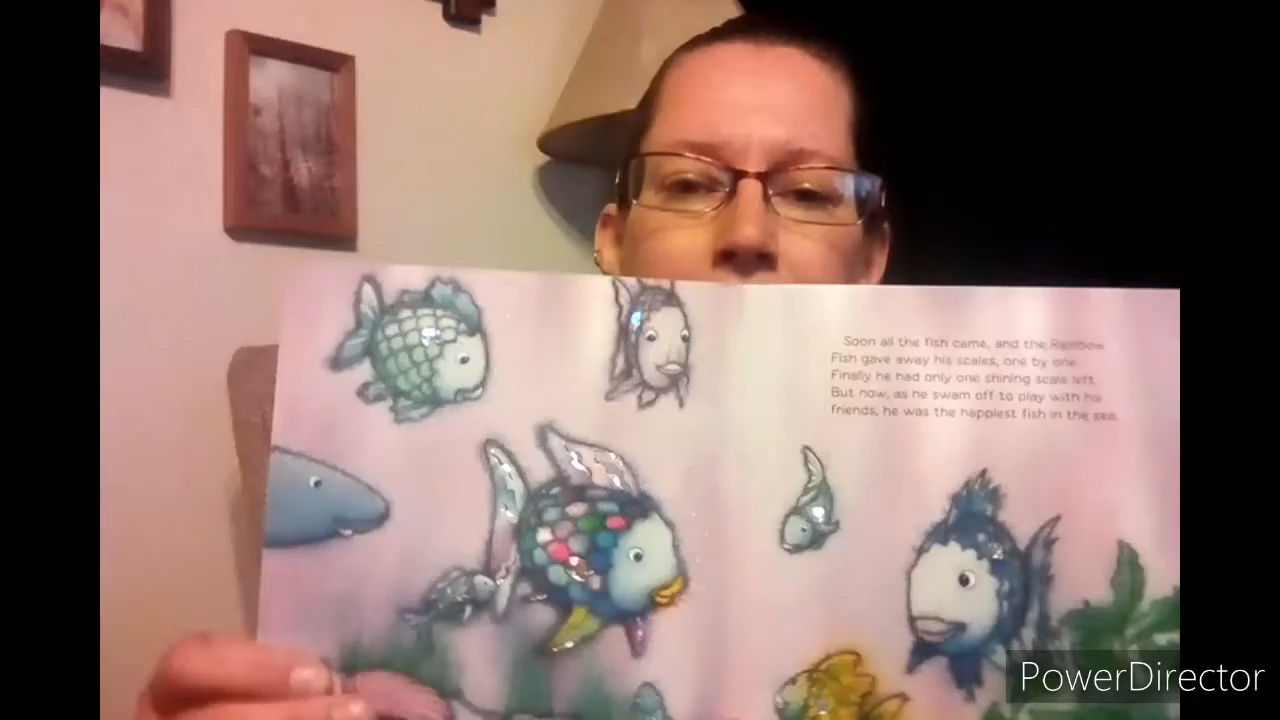 Soon all the fish came, and the Rainbow
Fish gave away his scales, one by one.
Finally he had only one shining scale left.
But now, as he swam off to play with his
friends, he was the happiest fish in the sea.
PowerDirector